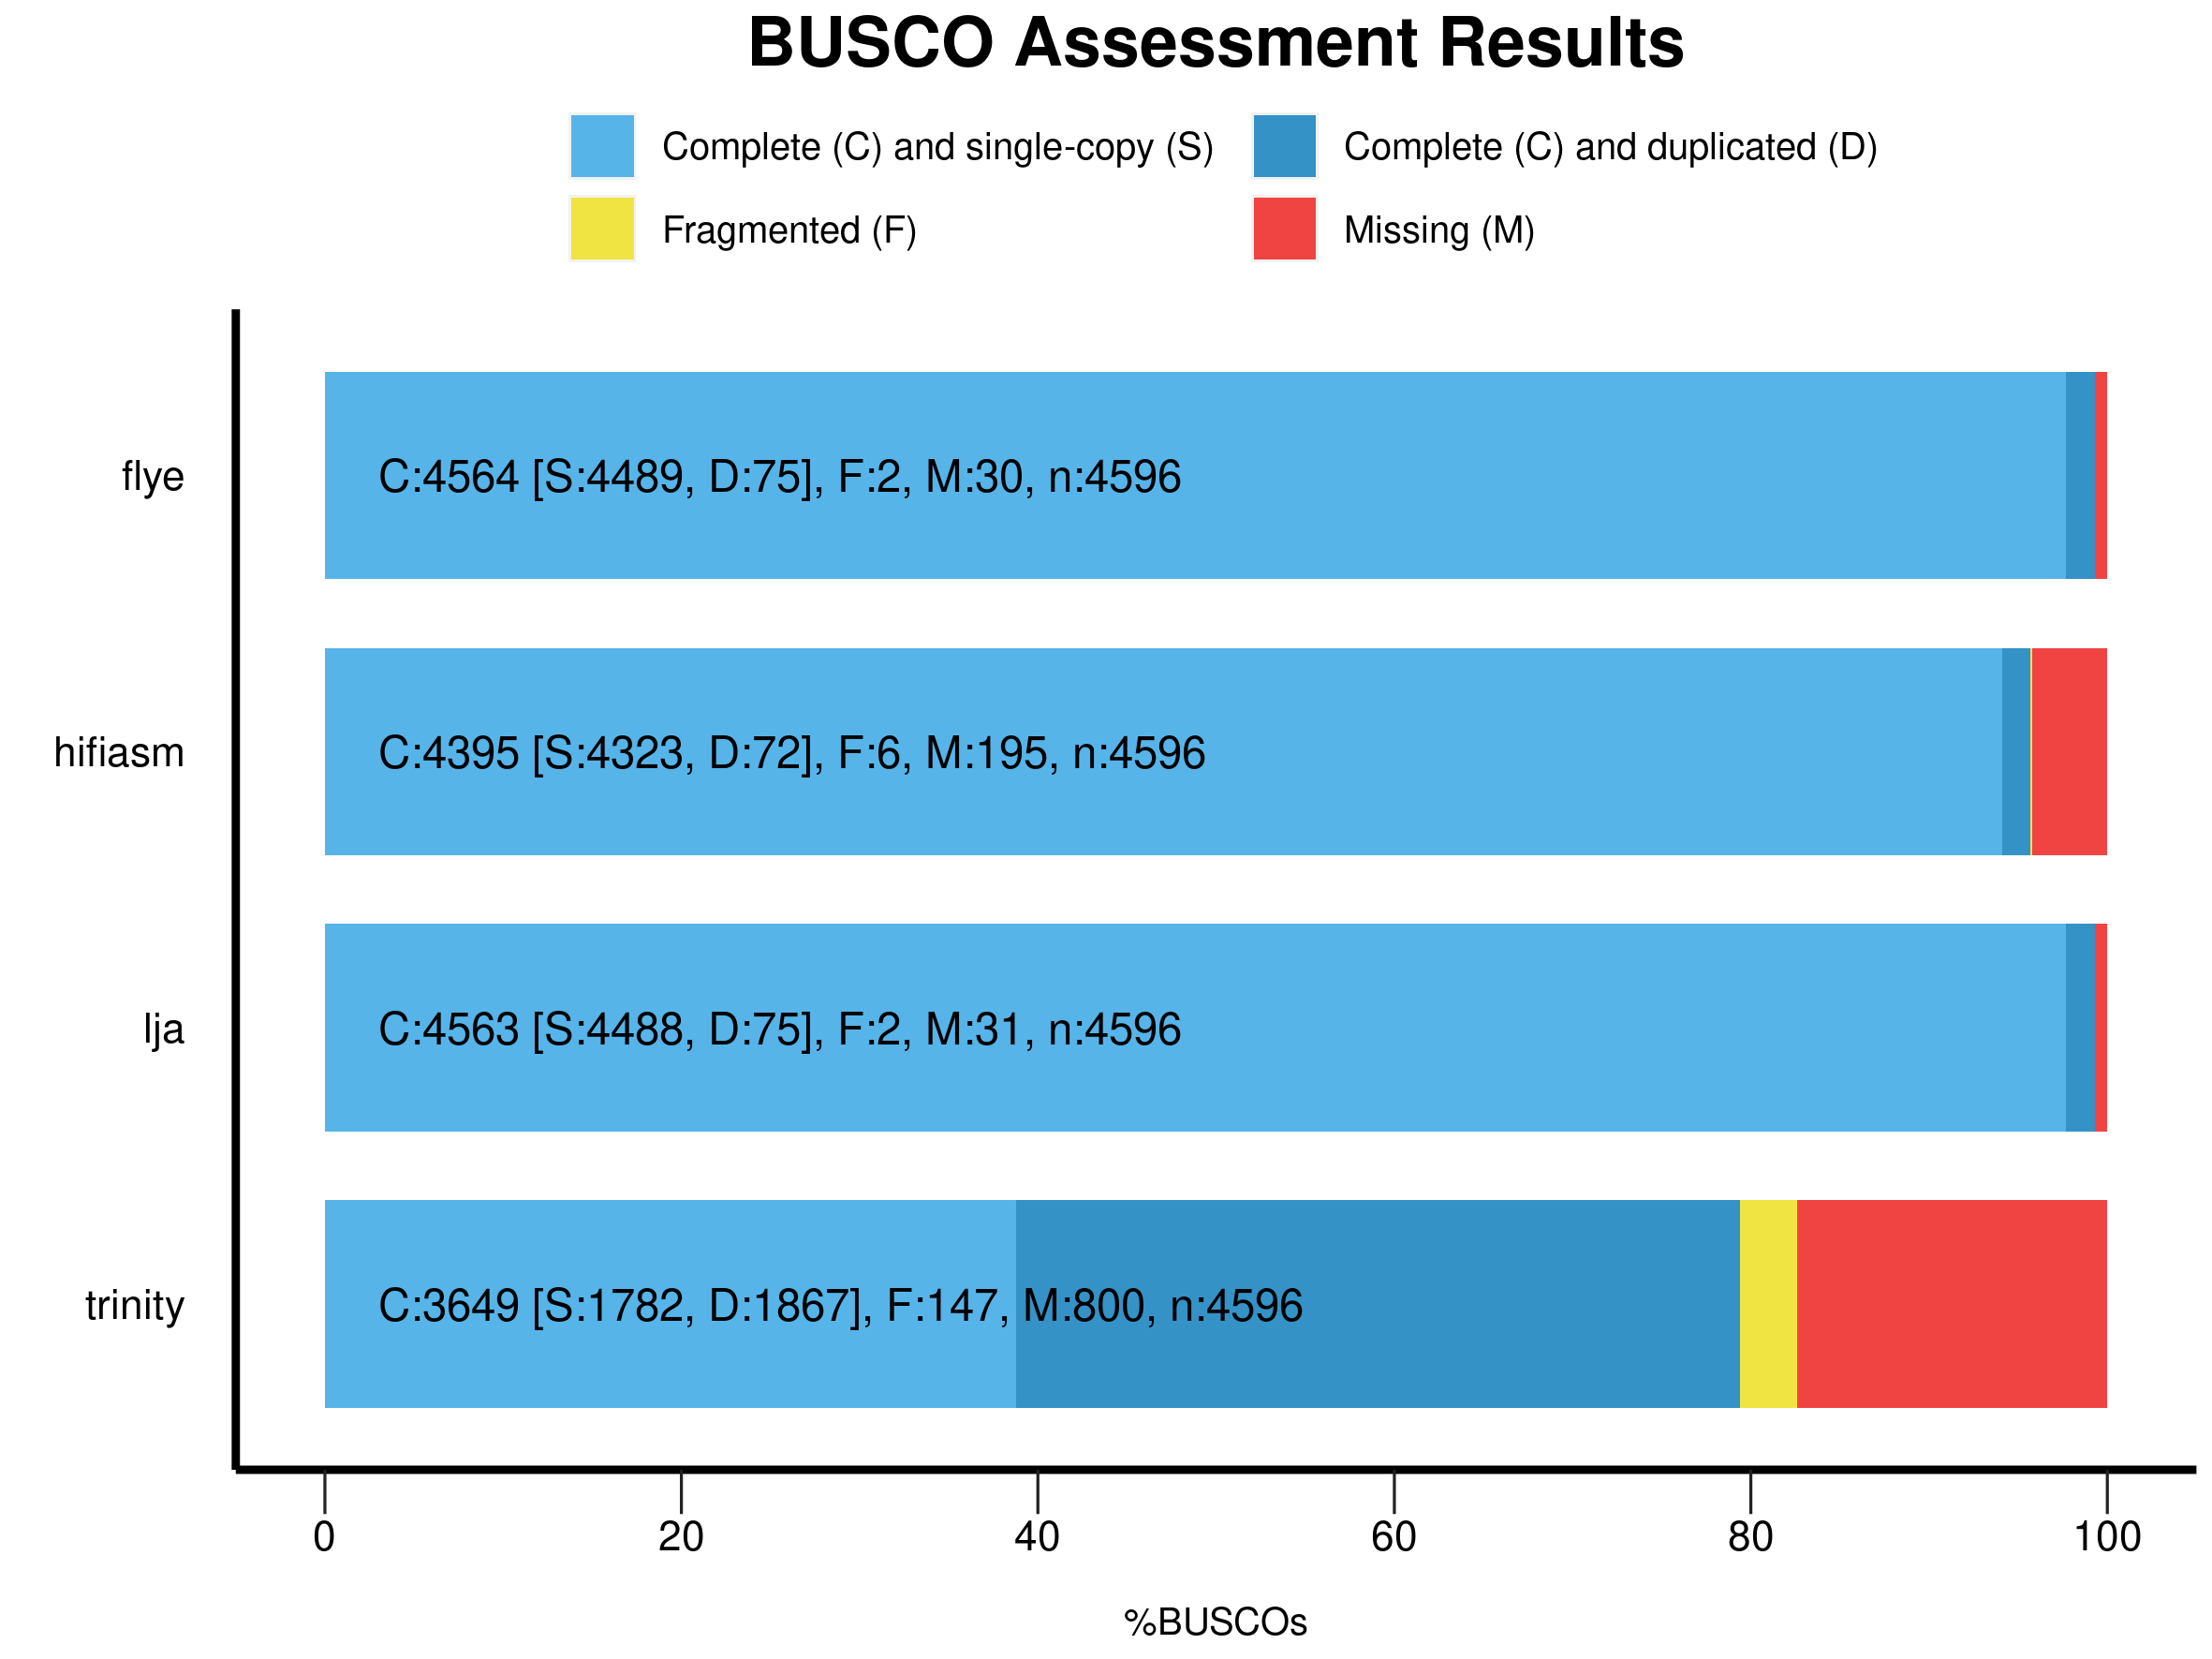 BUSCO Assessment Results
Complete (C) and single-copy (S)
Complete (C) and duplicated (D)
Fragmented (F)
Missing (M)
flye
C:4564 [S:4489, D:75], F:2, M:30, n:4596
hifiasm
C:4395 [S:4323, D:72], F:6, M:195, n:4596
lja
C:4563 [S:4488, D:75], F:2, M:31, n:4596
trinity
C:3649 [S:1782, D:1867], F:147, M:800, n:4596
0 20 40 60 80 100
%BUSCOs